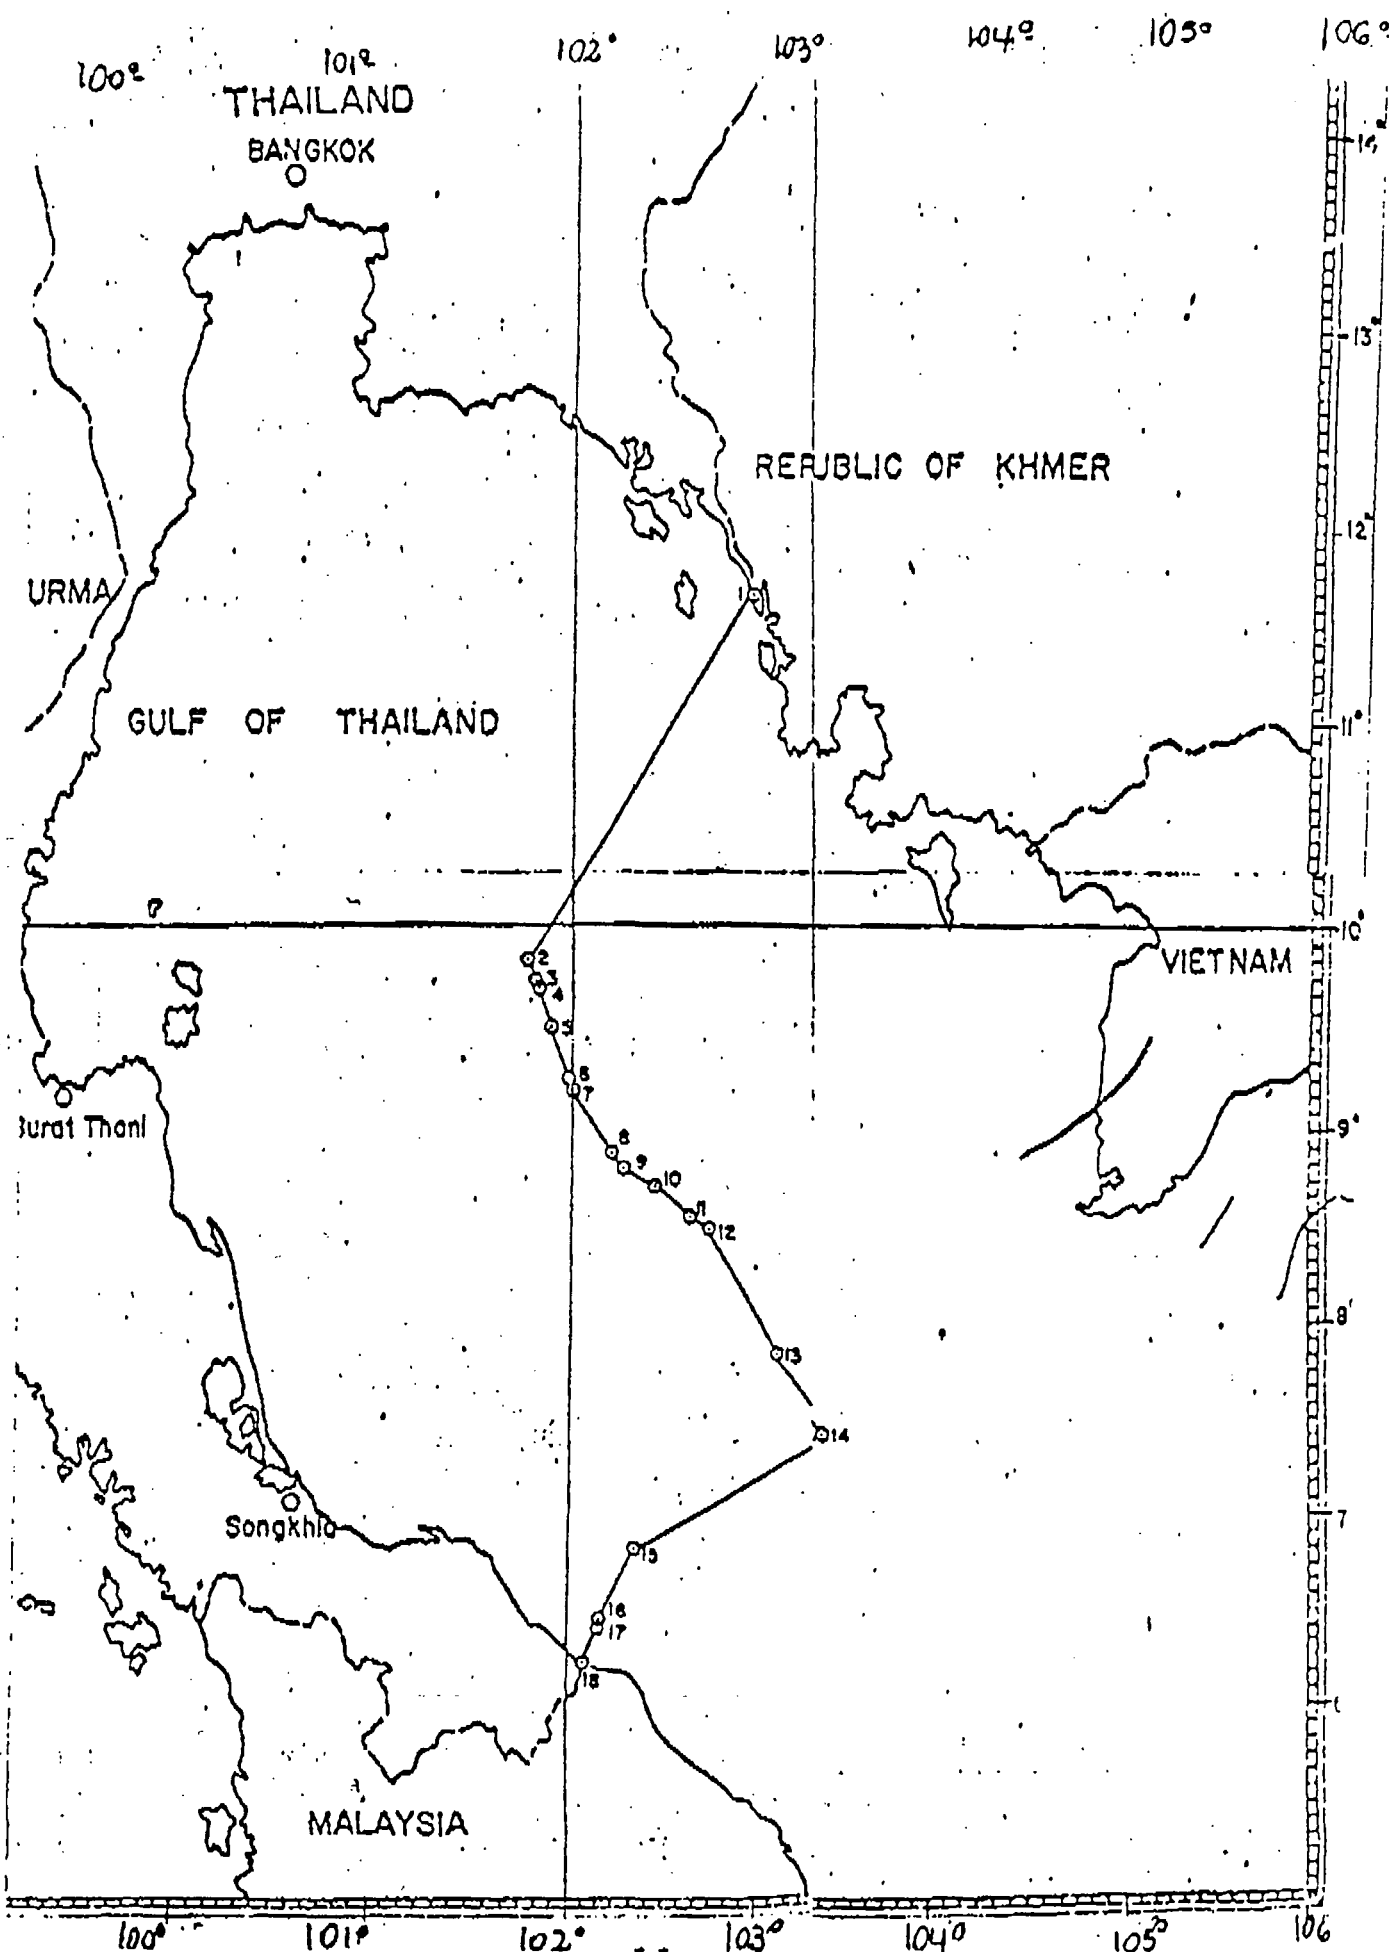 100° 101° 102° 103° 104° 105° 106°
THAILAND
BANGKOK
13°
REPUBLIC OF KHMER
12°
URMA
1
GULF OF THAILAND
11°
10°
2
VIETNAM
3
4
5
6
7
Surat Thani
9°
8
9
10
11
12
8
13
14
7
Songkhla
15
16
17
18
MALAYSIA
100° 101° 102° 103° 104° 105° 106